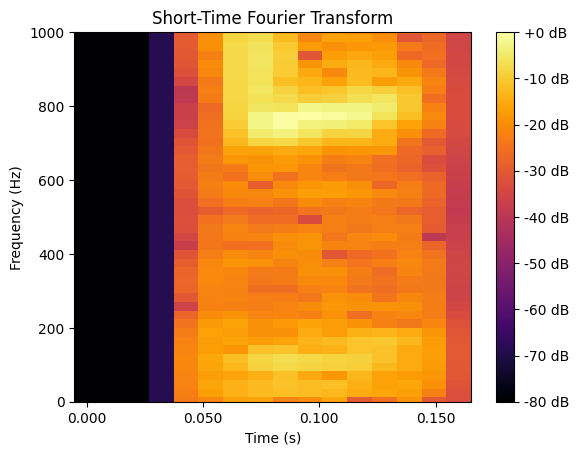 Short-Time Fourier Transform
1000
800
600
400
200
0
Frequency (Hz)
0.000
0.050
0.100
0.150
Time (s)
+0 dB
-10 dB
-20 dB
-30 dB
-40 dB
-50 dB
-60 dB
-70 dB
-80 dB